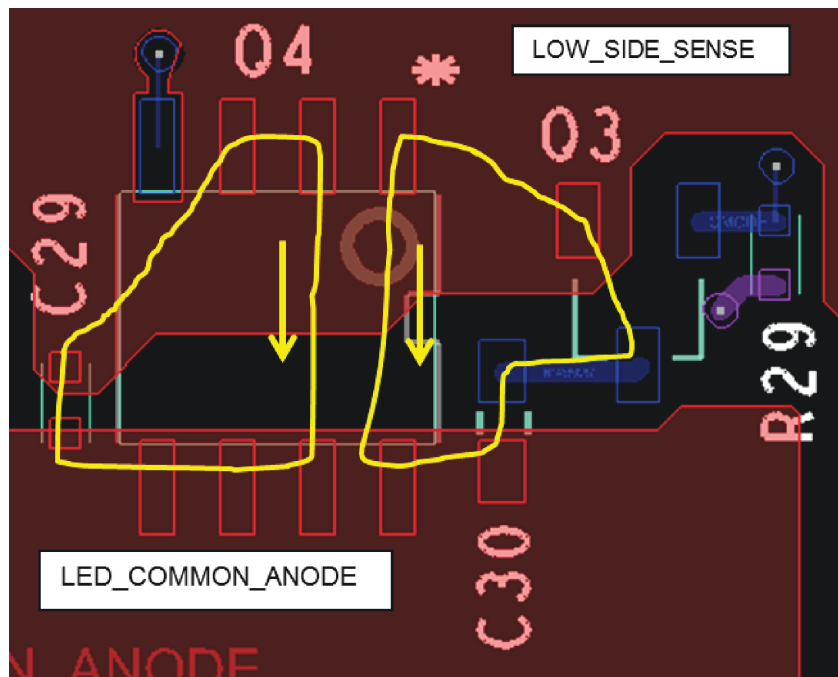 Q4
*
LOW_SIDE_SENSE
Q3
C29
R29
LED_COMMON_ANODE
C30
N_ANODE